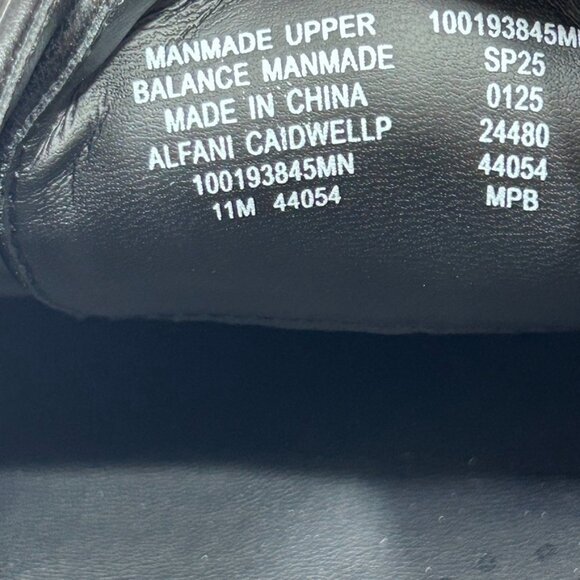 MANMADE UPPER
BALANCE MANMADE
MADE IN CHINA
ALFANI CAIDWELLP
100193845MN
11M 44054
100193845M
SP25
0125
24480
44054
MPB